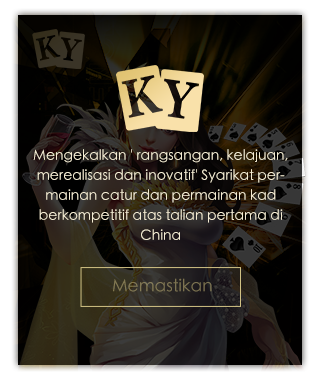 KY
KY
Mengekalkan ' rangsangan, kelajuan,
merealisasi dan inovatif' Syarikat per-
mainan catur dan permainan kad
berkompetitif atas talian pertama di
China
Memastikan